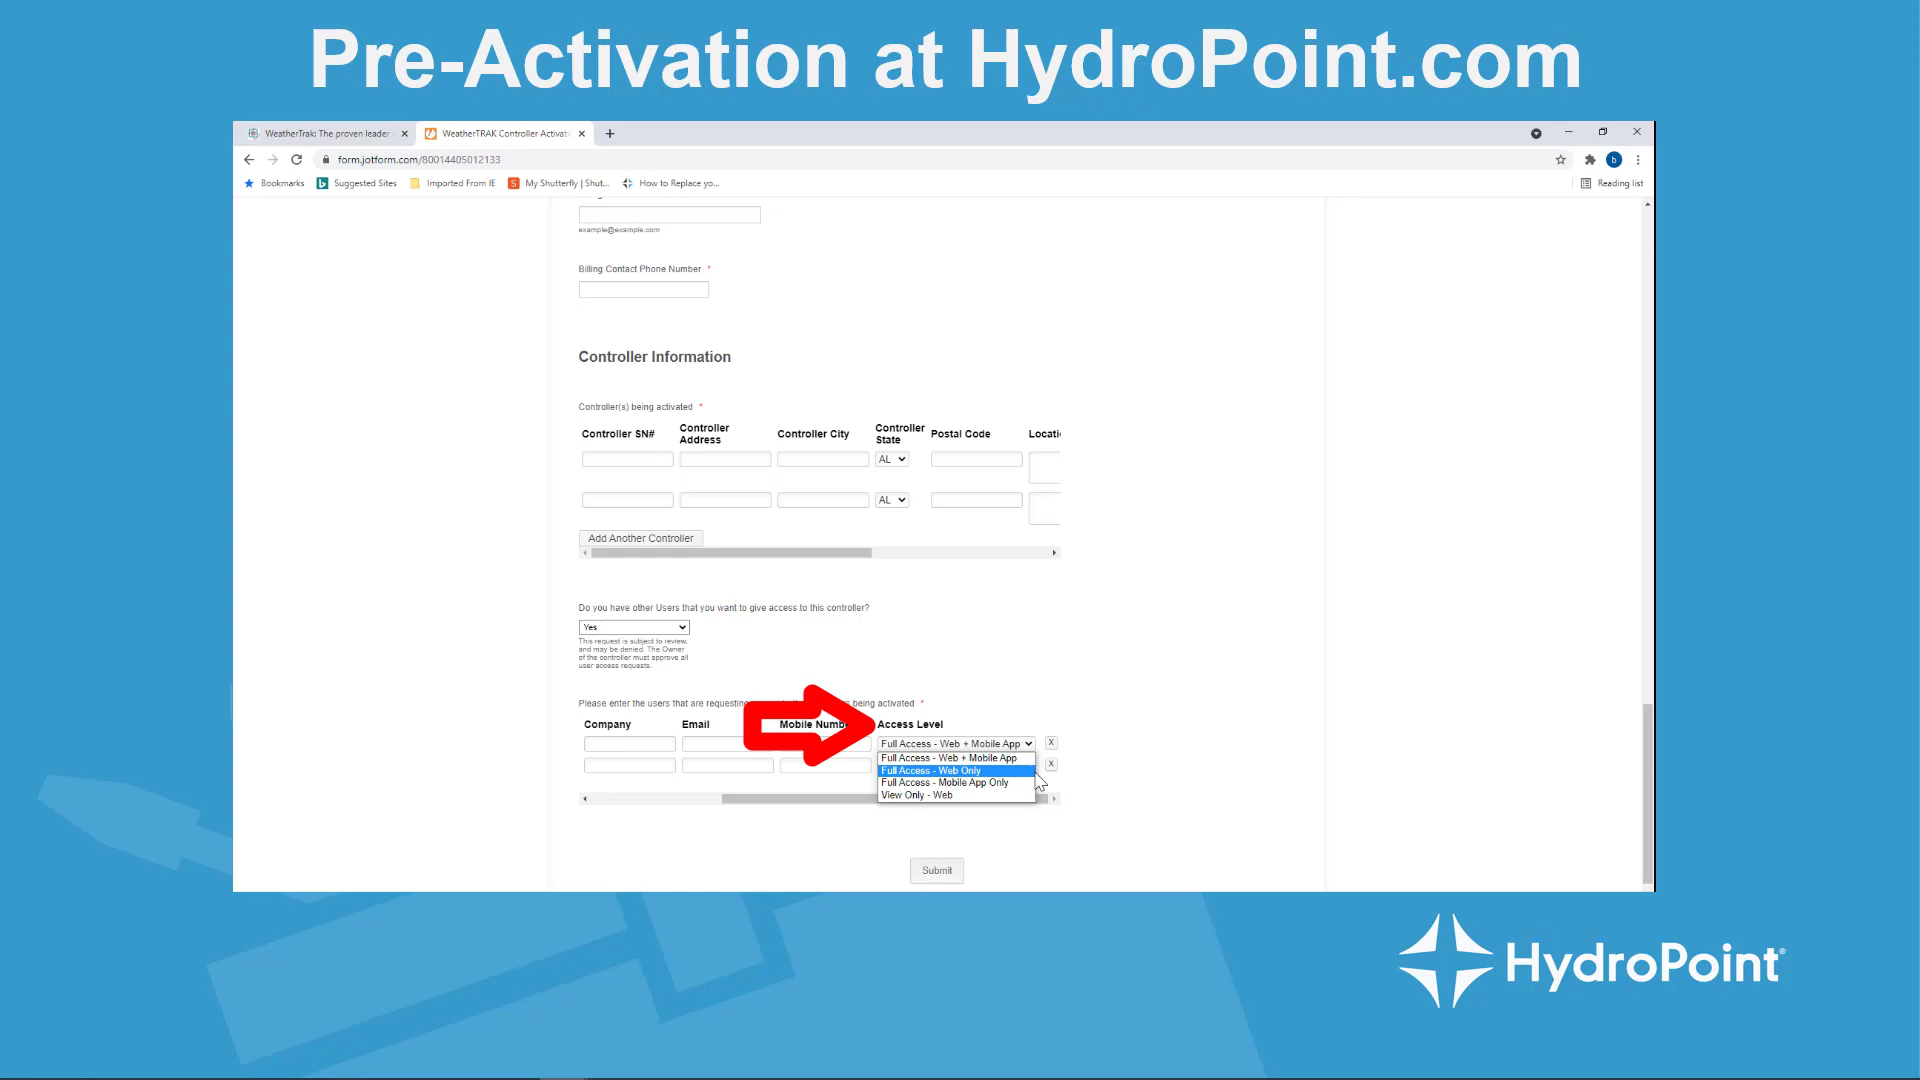 Pre-Activation at HydroPoint.com
WeatherTrak: The proven leader
WeatherTRAK Controller Activat
form.jotform.com/80014405012133
b
Bookmarks
Suggested Sites
Imported From IE
S
My Shutterfly | Shut...
How to Replace yo...
Reading list
example@example.com
Billing Contact Phone Number *
Controller Information
Controller(s) being activated *
Controller SN#
Controller
Address
Controller City
Controller
State
Postal Code
Locati
AL
AL
Add Another Controller
Do you have other Users that you want to give access to this controller?
Yes
This request is subject to review,
and may be denied. The Owner
of the controller must approve all
user access requests.
Please enter the users that are requesting being activated *
Company Email Mobile Numb Access Level
Full Access - Web + Mobile App
X
Full Access - Web + Mobile App
Full Access - Web Only
X
Full Access - Mobile App Only
View Only - Web
Submit
HydroPoint®